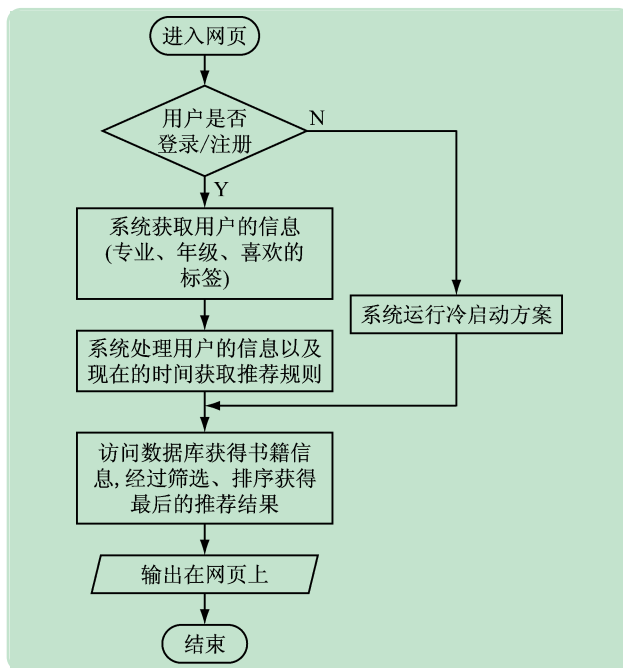 进入网页
用户是否
登录/注册
N
Y
系统获取用户的信息
(专业、年级、喜欢的
标签)
系统运行冷启动方案
系统处理用户的信息以及
现在的时间获取推荐规则
访问数据库获得书籍信
息,经过筛选、排序获得
最后的推荐结果
输出在网页上
结束